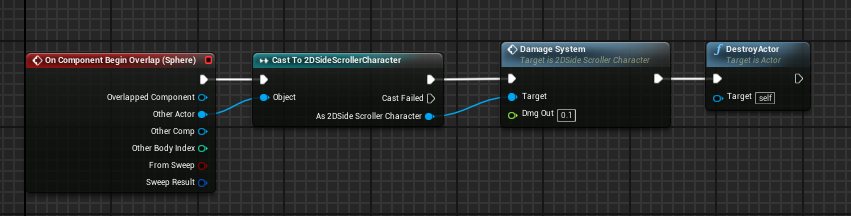 On Component Begin Overlap (Sphere)
Overlapped Component
Other Actor
Other Comp
Other Body Index
From Sweep
Sweep Result
Cast To 2DSideScrollerCharacter
Object
Cast Failed
As 2DSide Scroller Character
Damage System
Target is 2DSide Scroller Character
Target
Dmg Out 0.1
f DestroyActor
Target is Actor
Target self